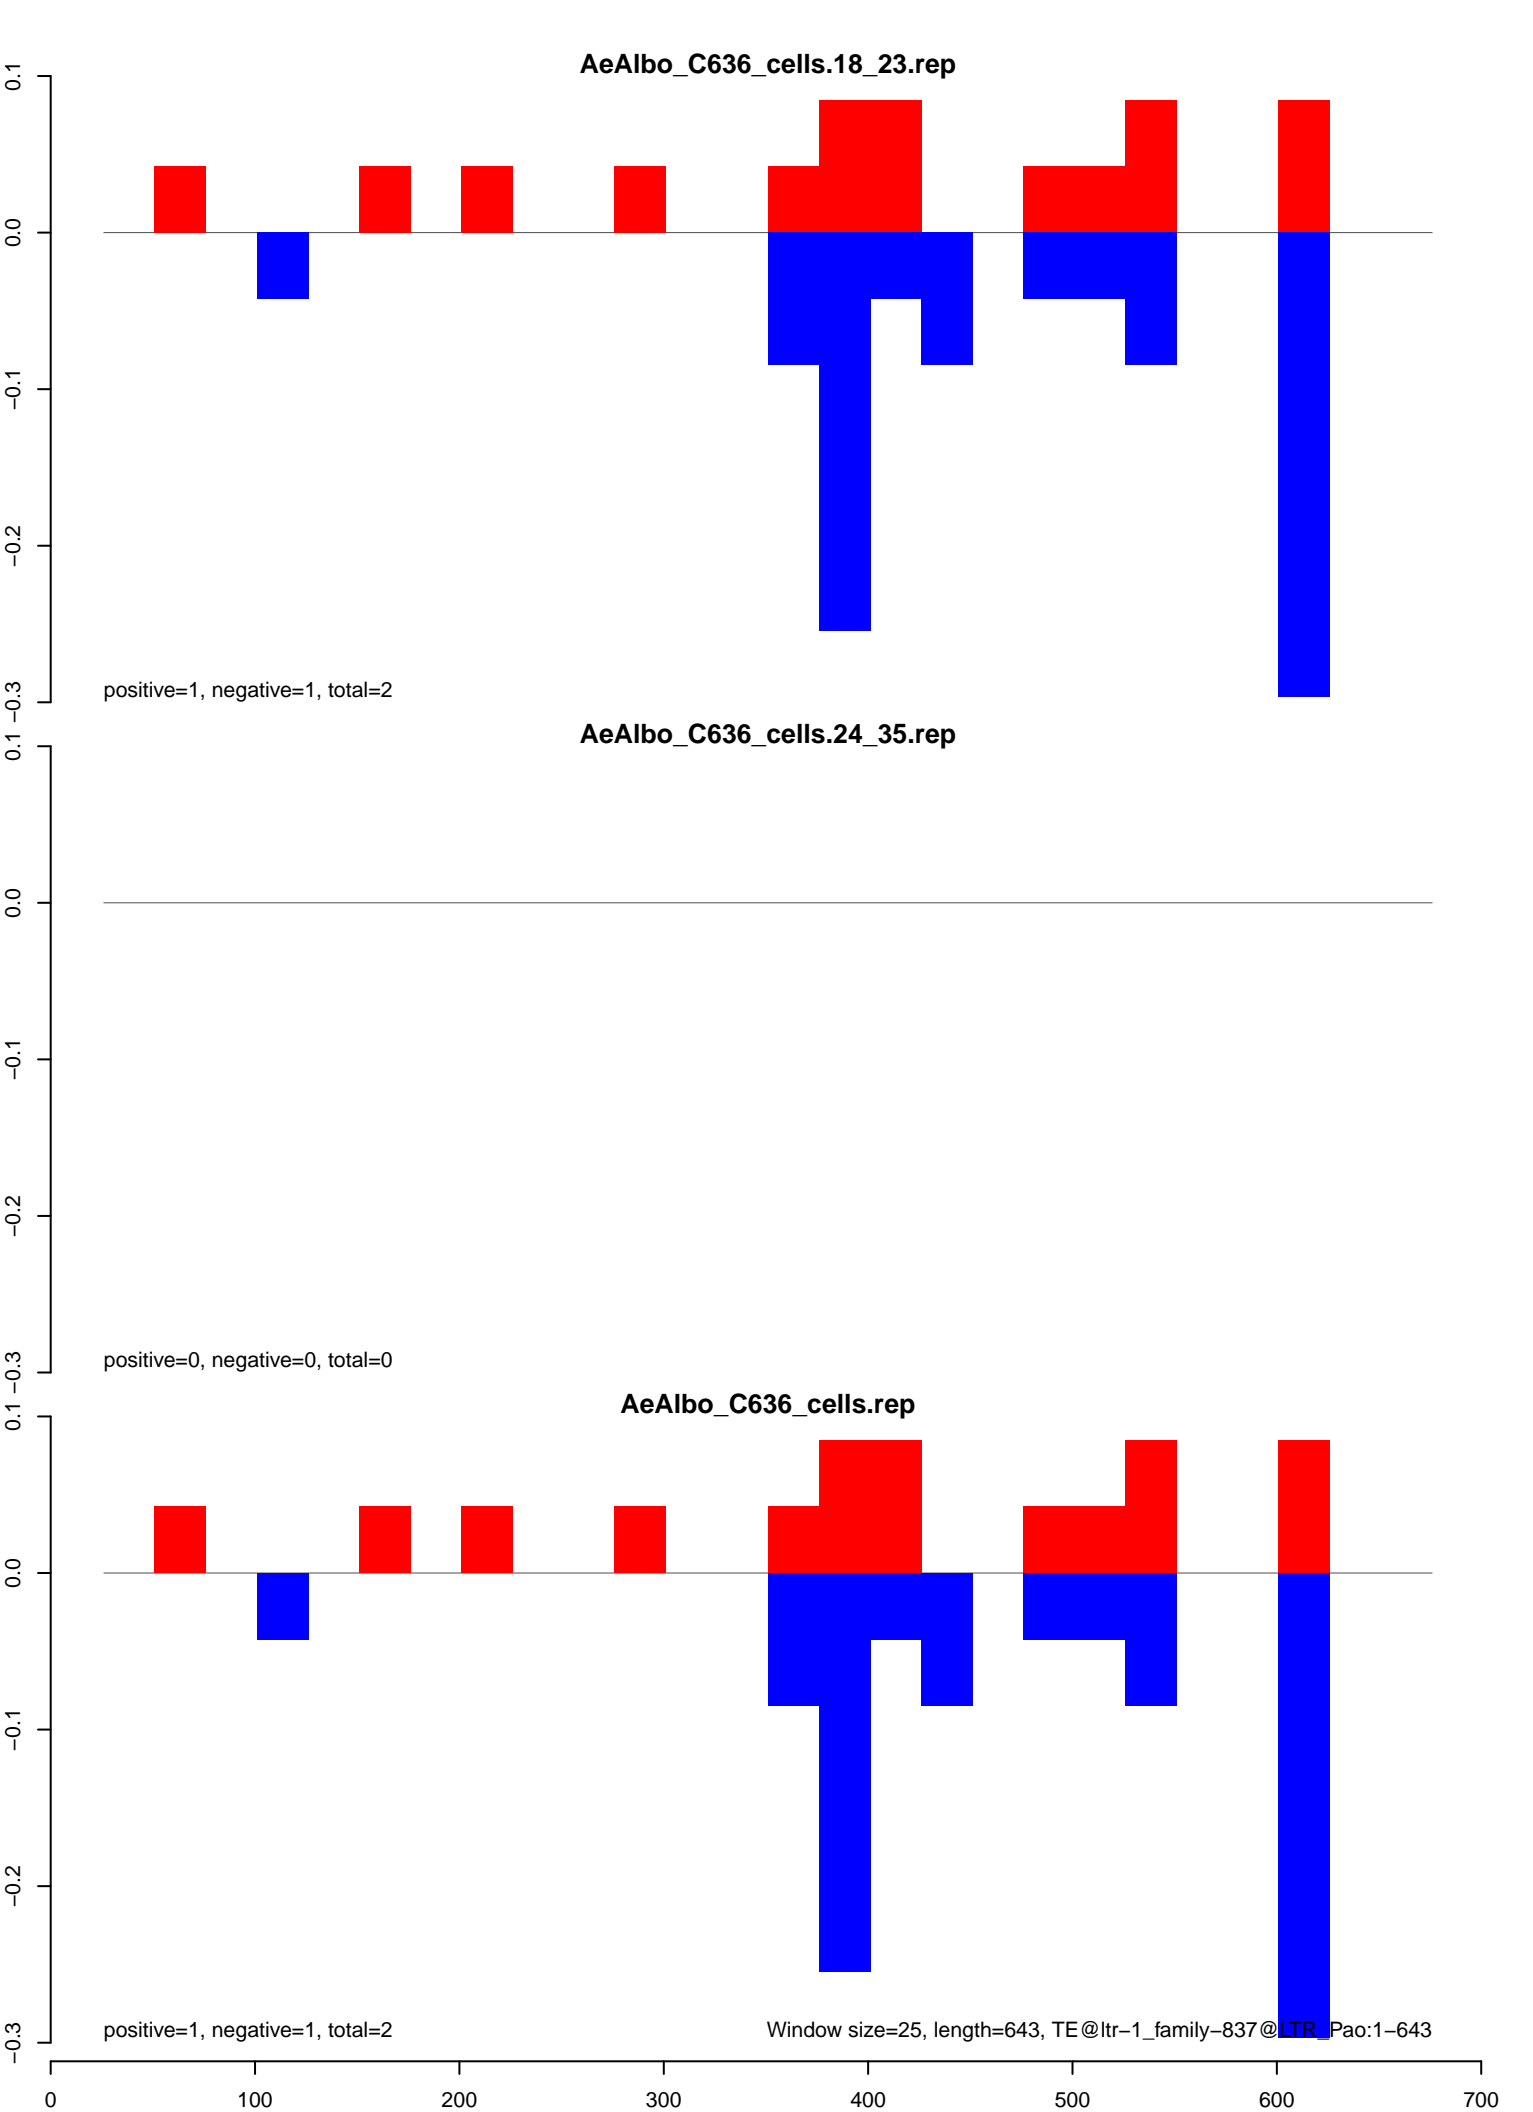 AeAlbo_C636_cells.18_23.rep
0.1
0.0
−0.1
−0.2
−0.3
positive=1, negative=1, total=2
AeAlbo_C636_cells.24_35.rep
0.1
0.0
−0.1
−0.2
−0.3
positive=0, negative=0, total=0
AeAlbo_C636_cells.rep
0.1
0.0
−0.1
−0.2
−0.3
positive=1, negative=1, total=2
Window size=25, length=643, TE@ltr−1_family−837@LTR_Pao:1−643
0 100 200 300 400 500 600 700